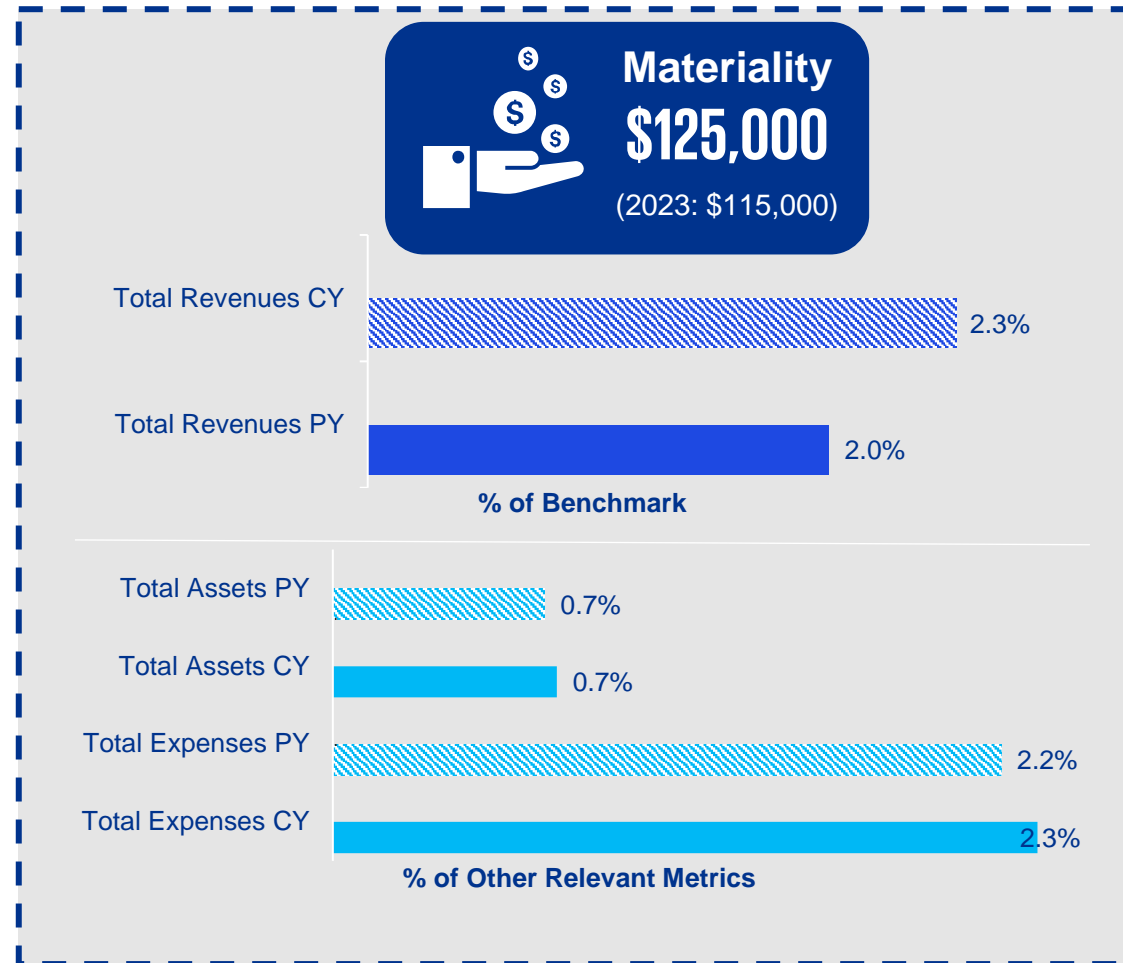 Materiality
$125,000
(2023: $115,000)
$
$
$
$
Total Revenues CY
2.3%
Total Revenues PY
2.0%
% of Benchmark
Total Assets PY
0.7%
Total Assets CY
0.7%
Total Expenses PY
2.2%
Total Expenses CY
2.3%
% of Other Relevant Metrics